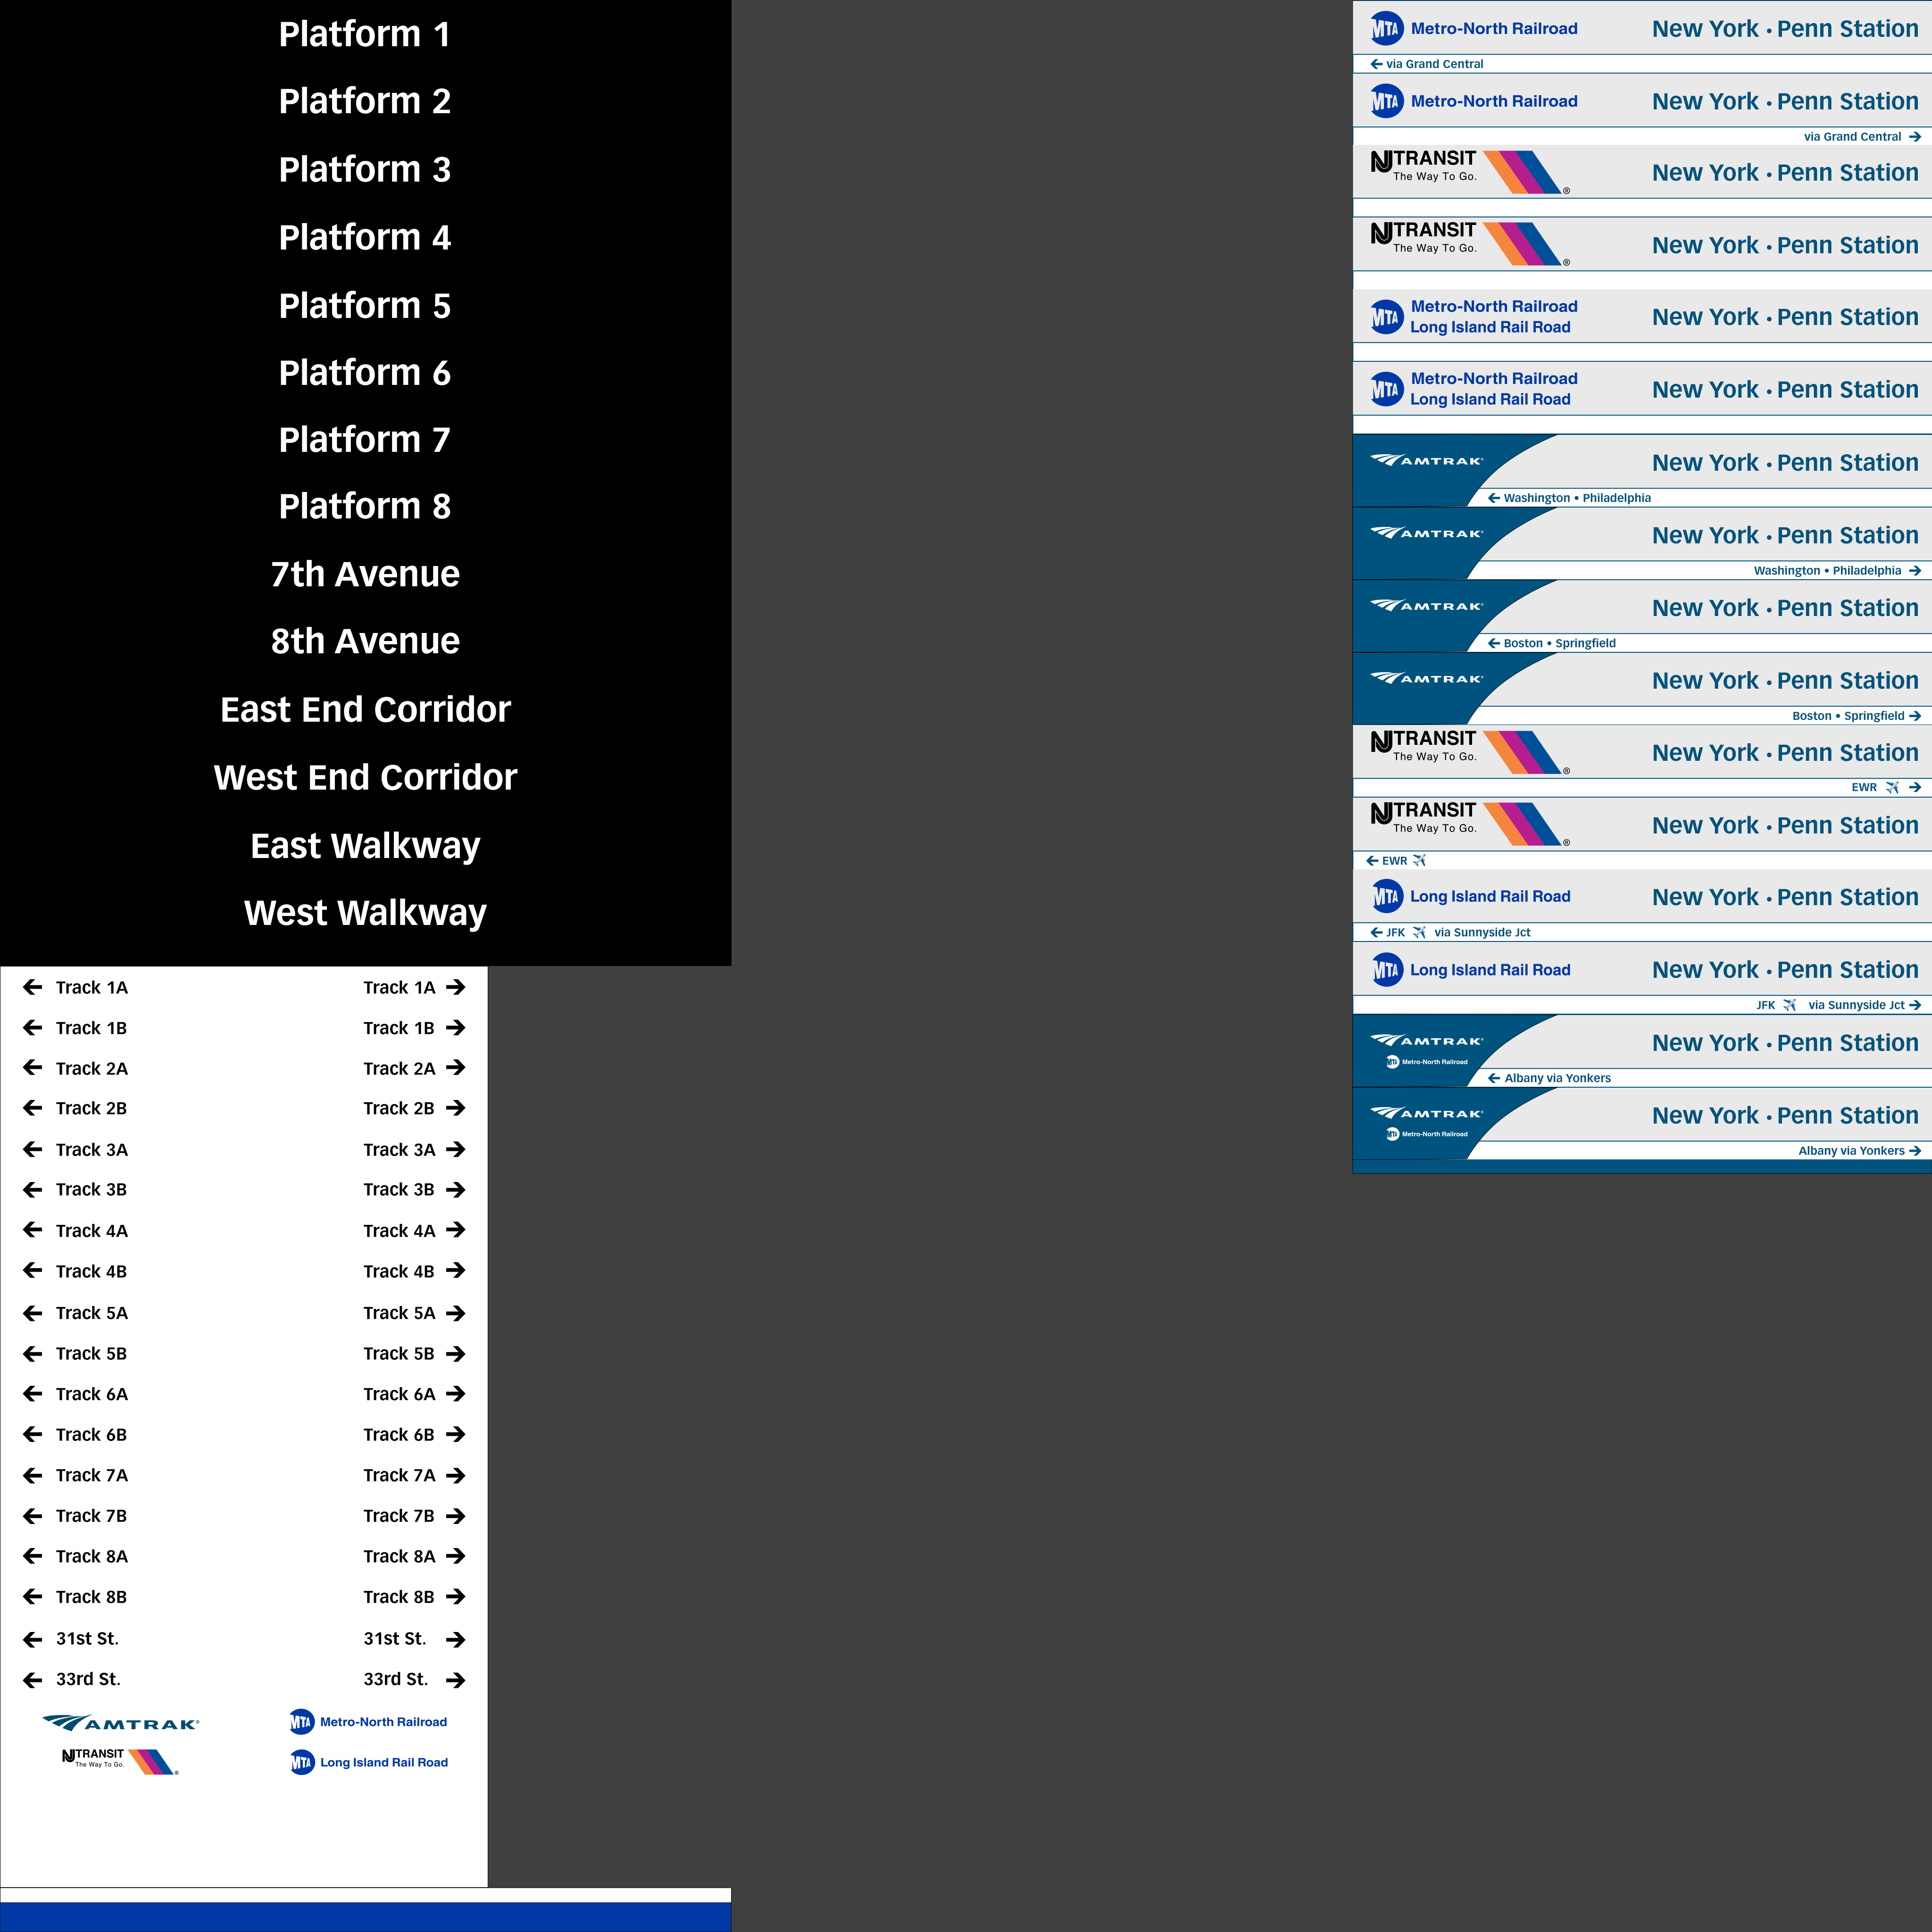 Platform 1
Platform 2
Platform 3
Platform 4
Platform 5
Platform 6
Platform 7
Platform 8
7th Avenue
8th Avenue
East End Corridor
West End Corridor
East Walkway
West Walkway
← Track 1A Track 1A →
← Track 1B Track 1B →
← Track 2A Track 2A →
← Track 2B Track 2B →
← Track 3A Track 3A →
← Track 3B Track 3B →
← Track 4A Track 4A →
← Track 4B Track 4B →
← Track 5A Track 5A →
← Track 5B Track 5B →
← Track 6A Track 6A →
← Track 6B Track 6B →
← Track 7A Track 7A →
← Track 7B Track 7B →
← Track 8A Track 8A →
← Track 8B Track 8B →
← 31st St. 31st St. →
← 33rd St. 33rd St. →
AMTRAK® MTA Metro-North Railroad
NJ TRANSIT
The Way To Go. ®
MTA Long Island Rail Road
MTA Metro-North Railroad New York • Penn Station
← via Grand Central
MTA Metro-North Railroad New York • Penn Station
via Grand Central →
NJ TRANSIT
The Way To Go. ® New York • Penn Station
NJ TRANSIT
The Way To Go. ® New York • Penn Station
MTA Metro-North Railroad
Long Island Rail Road New York • Penn Station
MTA Metro-North Railroad
Long Island Rail Road New York • Penn Station
AMTRAK® New York • Penn Station
← Washington • Philadelphia
AMTRAK® New York • Penn Station
Washington • Philadelphia →
AMTRAK® New York • Penn Station
← Boston • Springfield
AMTRAK® New York • Penn Station
Boston • Springfield →
NJ TRANSIT
The Way To Go. ® New York • Penn Station
EWR ✈ →
NJ TRANSIT
The Way To Go. ® New York • Penn Station
← EWR ✈
MTA Long Island Rail Road New York • Penn Station
← JFK ✈ via Sunnyside Jct
MTA Long Island Rail Road New York • Penn Station
JFK ✈ via Sunnyside Jct →
AMTRAK® New York • Penn Station
MTA Metro-North Railroad
← Albany via Yonkers
AMTRAK® New York • Penn Station
MTA Metro-North Railroad
Albany via Yonkers →